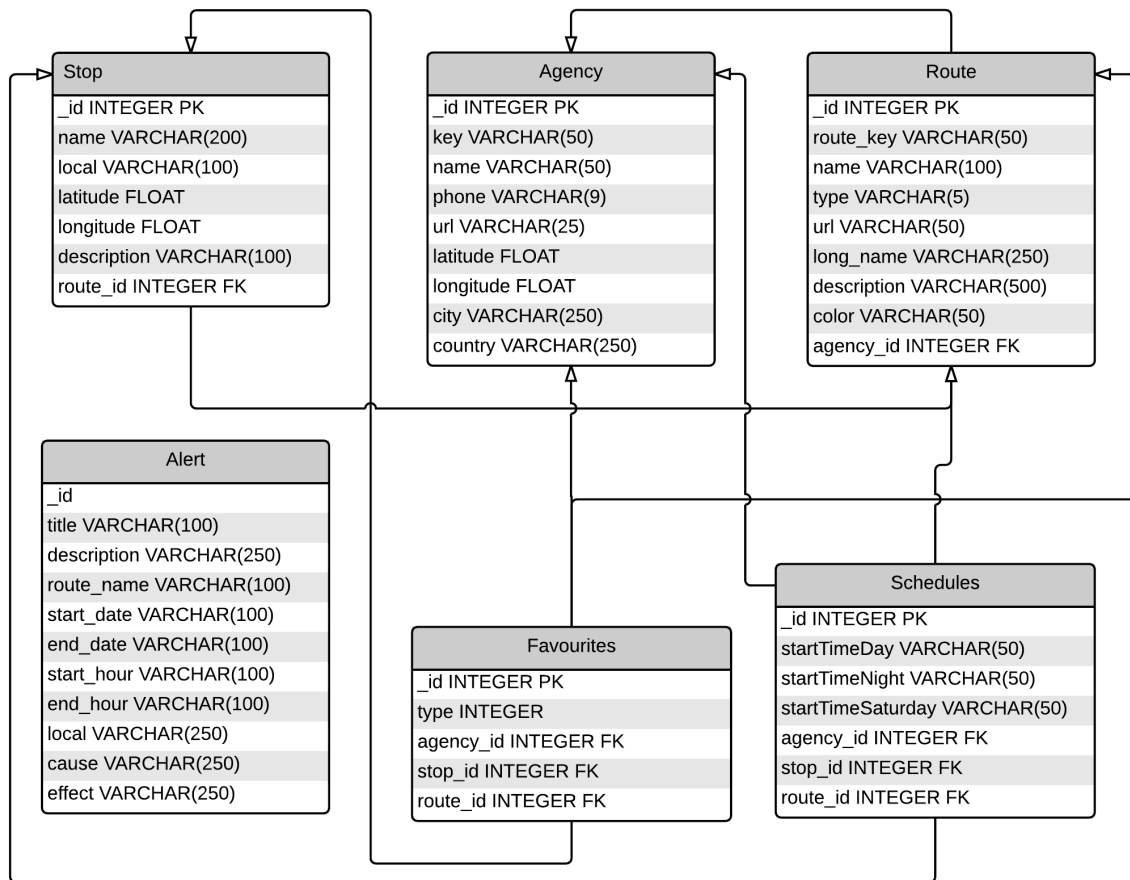 Stop
_id INTEGER PK
name VARCHAR(200)
local VARCHAR(100)
latitude FLOAT
longitude FLOAT
description VARCHAR(100)
route_id INTEGER FK
Agency
_id INTEGER PK
key VARCHAR(50)
name VARCHAR(50)
phone VARCHAR(9)
url VARCHAR(25)
latitude FLOAT
longitude FLOAT
city VARCHAR(250)
country VARCHAR(250)
Route
_id INTEGER PK
route_key VARCHAR(50)
name VARCHAR(100)
type VARCHAR(5)
url VARCHAR(50)
long_name VARCHAR(250)
description VARCHAR(500)
color VARCHAR(50)
agency_id INTEGER FK
Alert
_id
title VARCHAR(100)
description VARCHAR(250)
route_name VARCHAR(100)
start_date VARCHAR(100)
end_date VARCHAR(100)
start_hour VARCHAR(100)
end_hour VARCHAR(100)
local VARCHAR(250)
cause VARCHAR(250)
effect VARCHAR(250)
Favourites
_id INTEGER PK
type INTEGER
agency_id INTEGER FK
stop_id INTEGER FK
route_id INTEGER FK
Schedules
_id INTEGER PK
startTimeDay VARCHAR(50)
startTimeNight VARCHAR(50)
startTimeSaturday VARCHAR(50)
agency_id INTEGER FK
stop_id INTEGER FK
route_id INTEGER FK